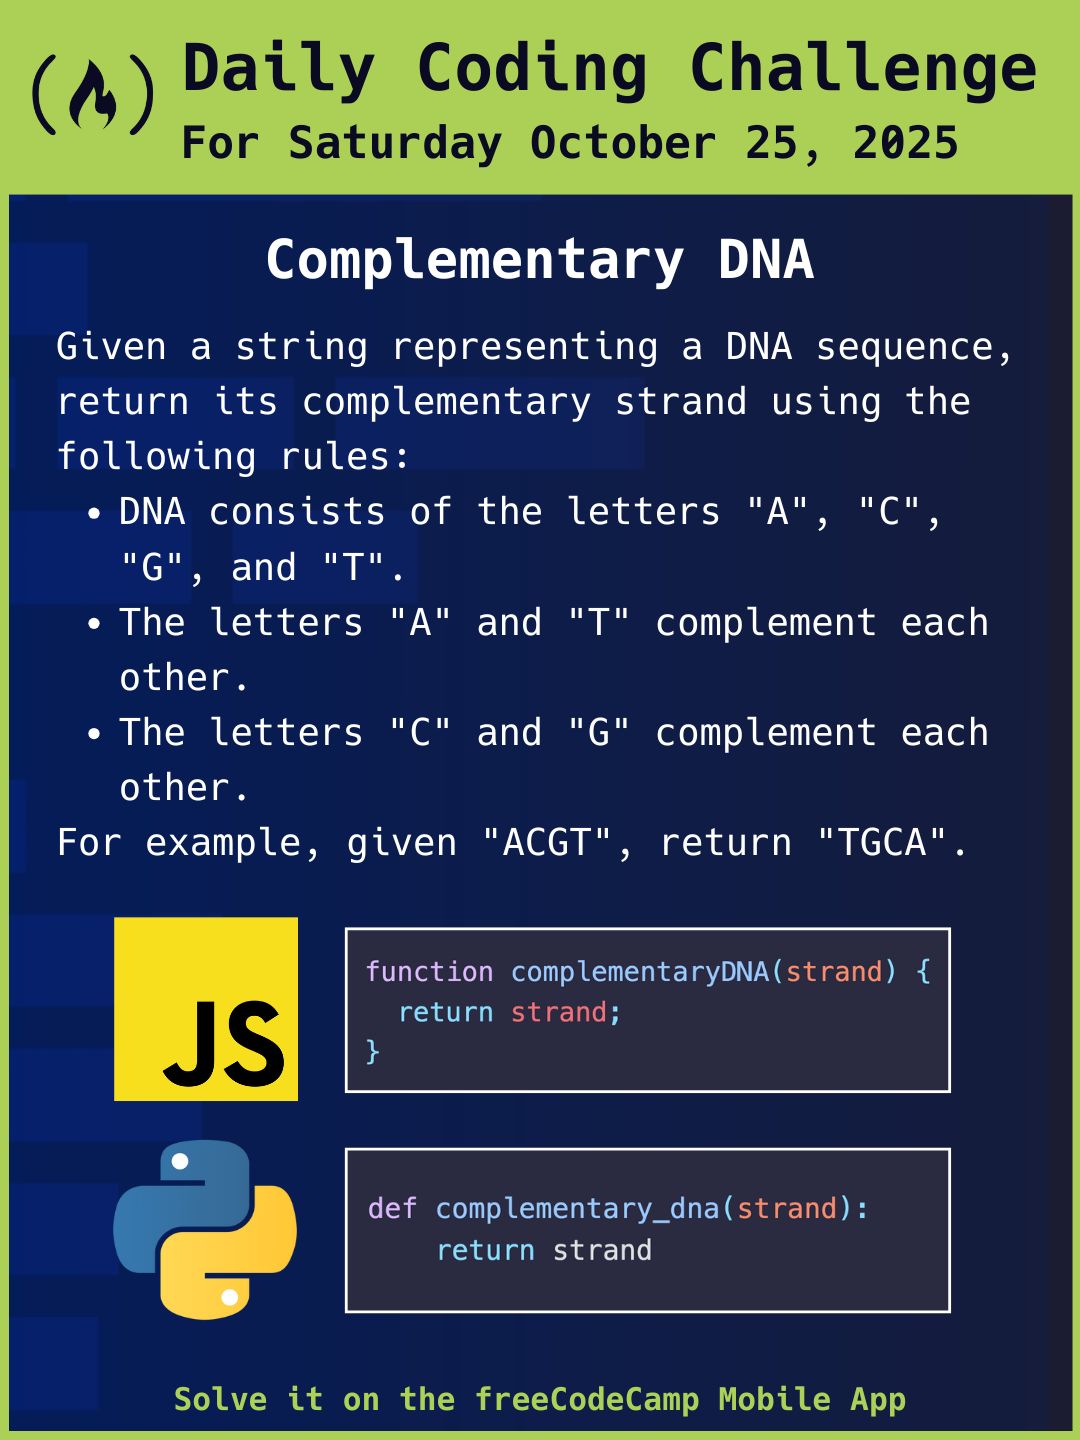 Daily Coding Challenge
For Saturday October 25, 2025
Complementary DNA
Given a string representing a DNA sequence,
return its complementary strand using the
following rules:
• DNA consists of the letters "A", "C",
"G", and "T".
• The letters "A" and "T" complement each
other.
• The letters "C" and "G" complement each
other.
For example, given "ACGT", return "TGCA".
JS
function complementaryDNA(strand) {
  return strand;
}
def complementary_dna(strand):
    return strand
Solve it on the freeCodeCamp Mobile App